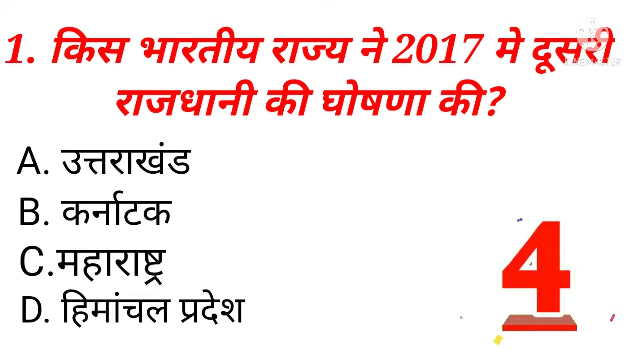 1. किस भारतीय राज्य ने 2017 मे दूसरी
राजधानी की घोषणा की?
A. उत्तराखंड
B. कर्नाटक
C.महाराष्ट्र
D. हिमांचल प्रदेश
4